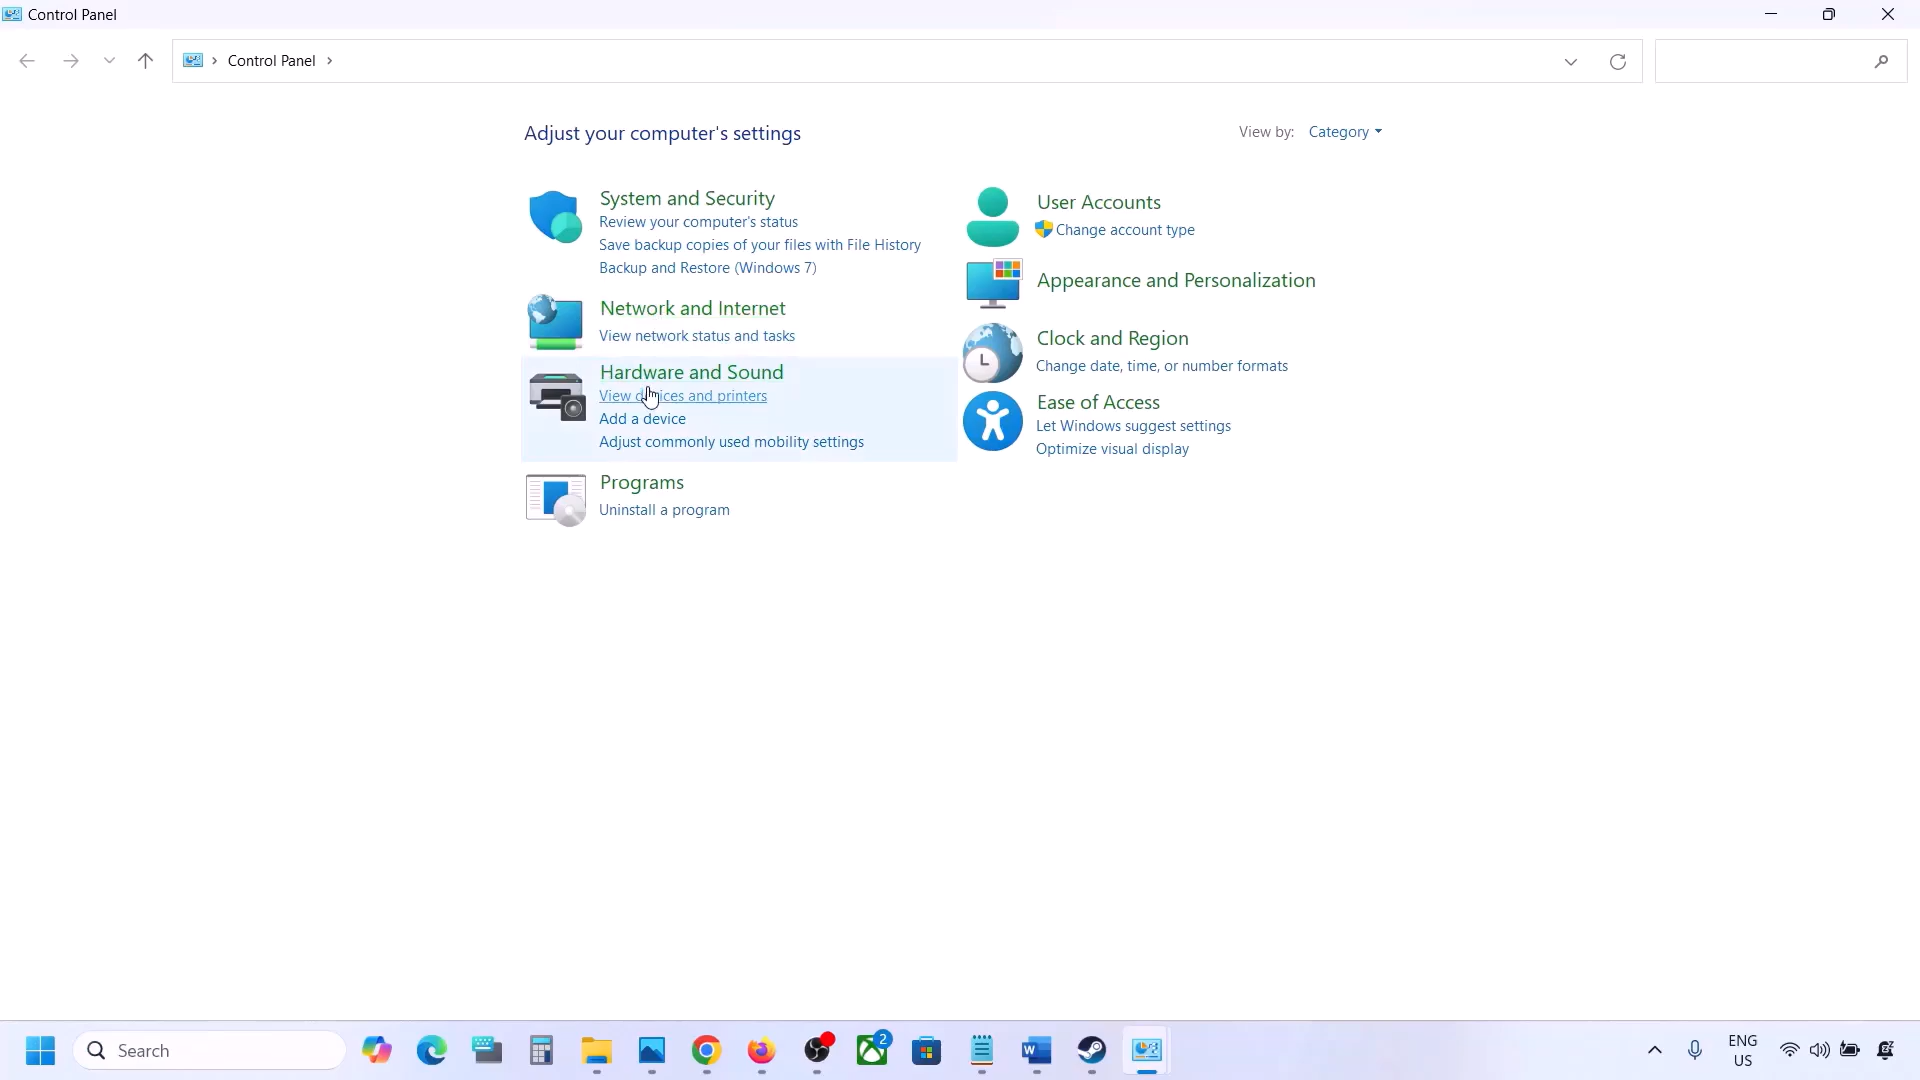 Control Panel
Control Panel
Adjust your computer's settings
View by: Category
System and Security
Review your computer's status
Save backup copies of your files with File History
Backup and Restore (Windows 7)
Network and Internet
View network status and tasks
Hardware and Sound
View devices and printers
Add a device
Adjust commonly used mobility settings
Programs
Uninstall a program
User Accounts
Change account type
Appearance and Personalization
Clock and Region
Change date, time, or number formats
Ease of Access
Let Windows suggest settings
Optimize visual display
Search
2
ENG
US